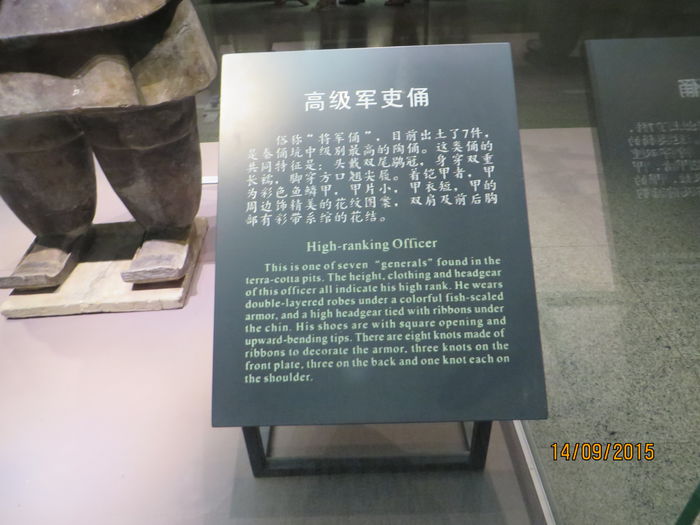 高级军吏俑
俗称“将军俑”，目前出土了7件，
是秦俑坑中级别最高的陶俑。这类俑的
共同特征是：头戴双尾鹖冠，身穿双重
长襦，脚穿方口翘尖履。着铠甲者，甲
为彩色鱼鳞甲，甲片小，甲衣短，甲的
周边饰精美的花纹图案，双肩及前后胸
部有彩带系绾的花结。
High-ranking Officer
This is one of seven “generals” found in the
terra-cotta pits. The height, clothing and headgear
of this officer all indicate his high rank. He wears
double-layered robes under a colorful fish-scaled
armor, and a high headgear tied with ribbons under
the chin. His shoes are with square opening and
upward-bending tips. There are eight knots made of
ribbons to decorate the armor, three knots on the
front plate, three on the back and one knot each on
the shoulder.
14/09/2015